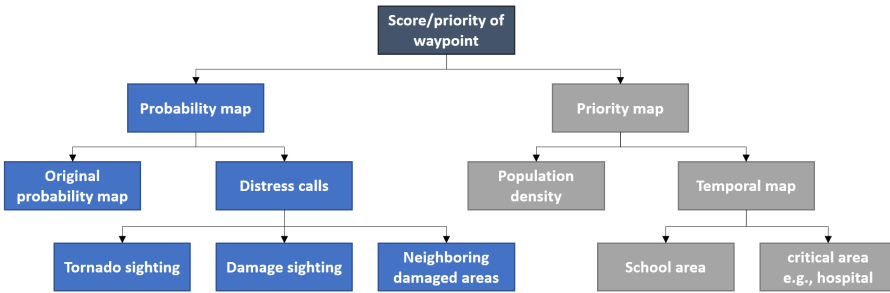 Score/priority of
waypoint
Probability map
Priority map
Original
probability map
Distress calls
Population
density
Temporal map
Tornado sighting
Damage sighting
Neighboring
damaged areas
School area
critical area
e.g., hospital